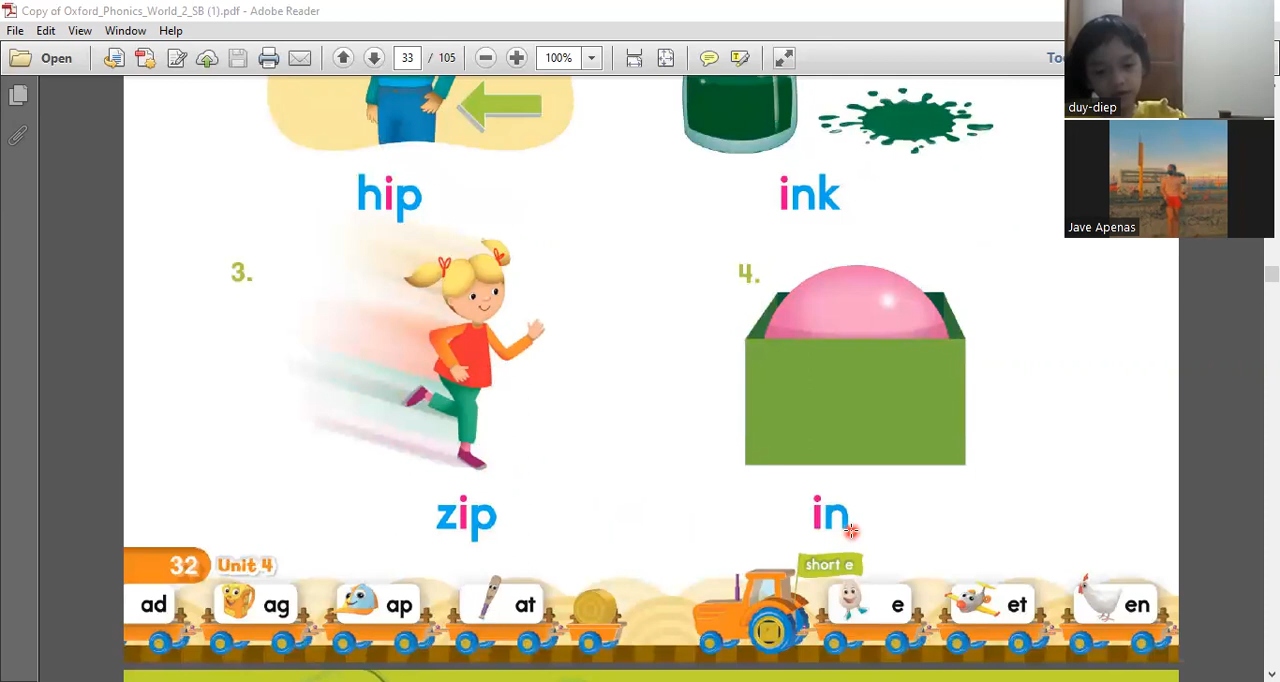 Copy of Oxford_Phonics_World_2_SB (1).pdf - Adobe Reader
File Edit View Window Help
Open 33 / 105 100%
duy-diep
Jave Apenas
hip ink
3. 4.
zip in
32 Unit 4
short e
ad ag ap at e et en